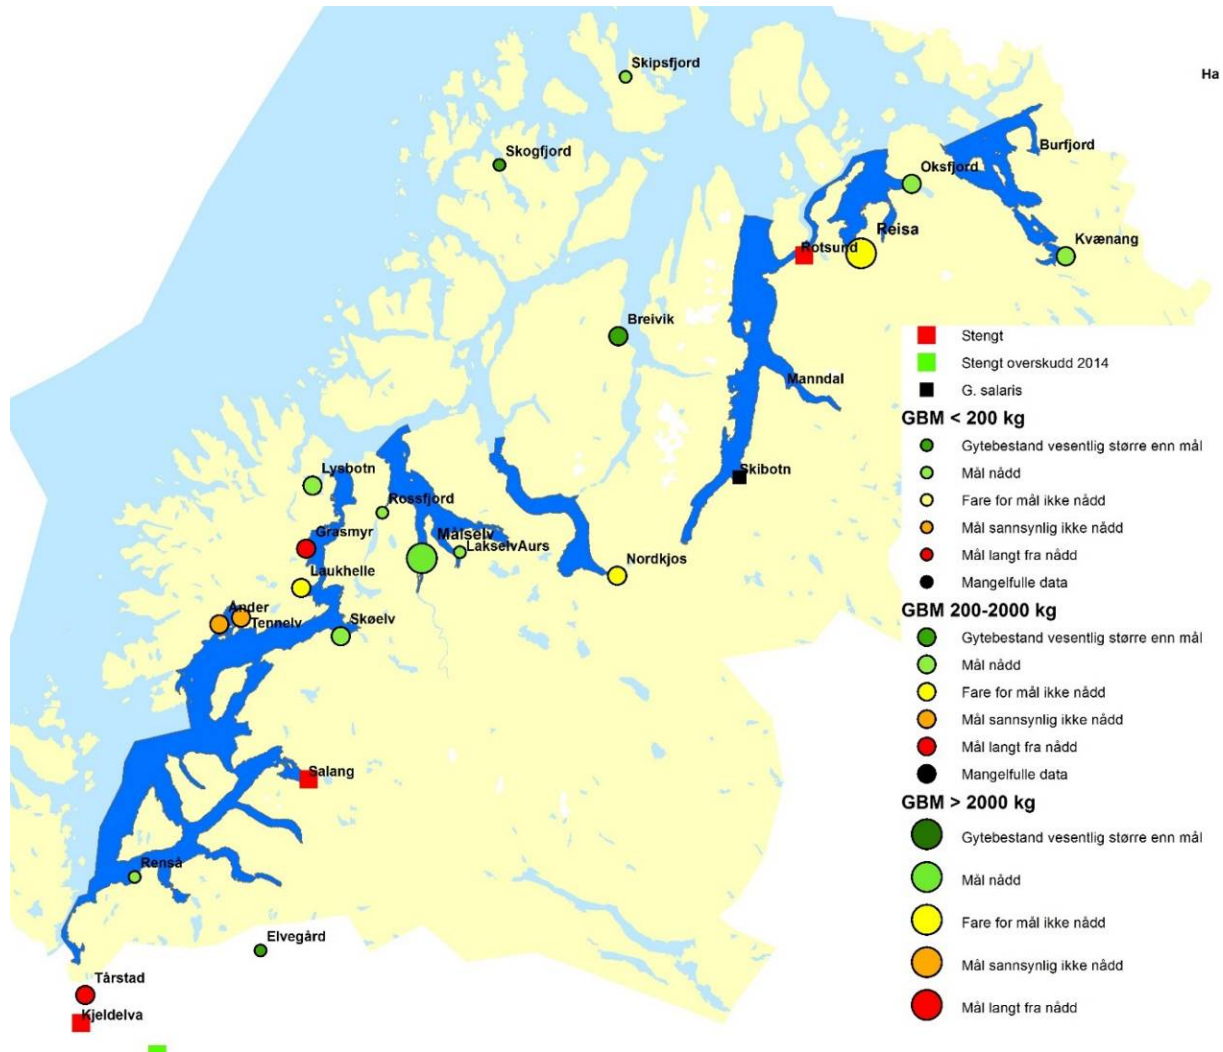 Skipsfjord
Ha
Skogfjord
Burfjord
Oksfjord
Reisa
Rotsund
Kvænang
Breivik
Manndal
Skibotn
Lysbotn
Rossfjord
Grasmyr
Målselv
LakselvAurs
Nordkjos
Laukhelle
Ander
Tennelv
Skøelv
Salang
Renså
Elvegård
Tårstad
Kjeldelva
Stengt
Stengt overskudd 2014
G. salaris
GBM < 200 kg
Gytebestand vesentlig større enn mål
Mål nådd
Fare for mål ikke nådd
Mål sannsynlig ikke nådd
Mål langt fra nådd
Mangelfulle data
GBM 200-2000 kg
Gytebestand vesentlig større enn mål
Mål nådd
Fare for mål ikke nådd
Mål sannsynlig ikke nådd
Mål langt fra nådd
Mangelfulle data
GBM > 2000 kg
Gytebestand vesentlig større enn mål
Mål nådd
Fare for mål ikke nådd
Mål sannsynlig ikke nådd
Mål langt fra nådd